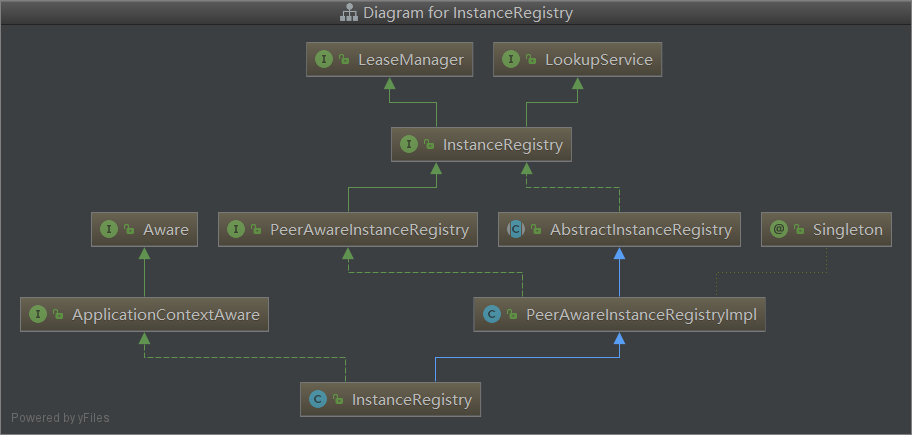 Diagram for InstanceRegistry
I LeaseManager
I LookupService
I InstanceRegistry
I Aware
I PeerAwareInstanceRegistry
C AbstractInstanceRegistry
@ Singleton
I ApplicationContextAware
C PeerAwareInstanceRegistryImpl
C InstanceRegistry
Powered by yFiles